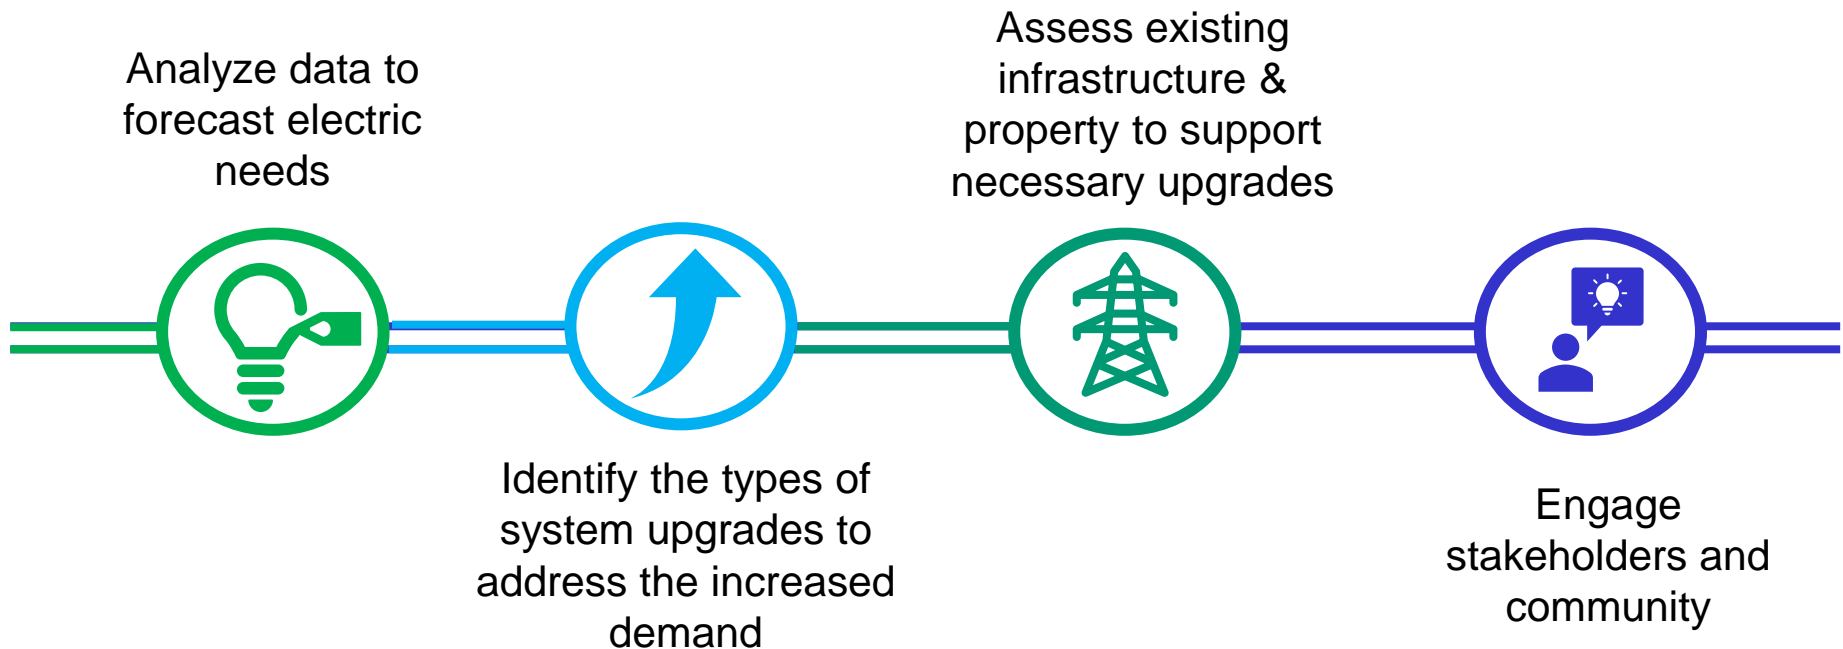 Analyze data to
forecast electric
needs
Identify the types of
system upgrades to
address the increased
demand
Assess existing
infrastructure &
property to support
necessary upgrades
Engage
stakeholders and
community